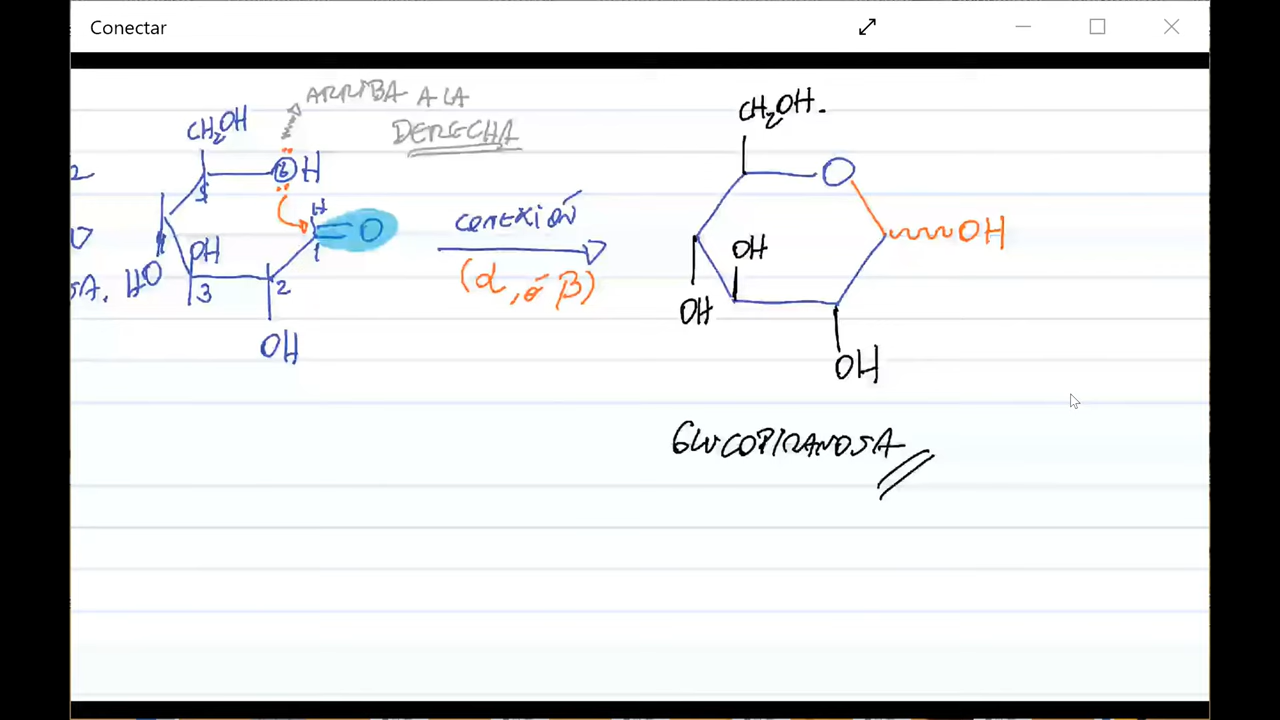 Conectar
ARRIBA A LA
DERECHA
CH2OH
6 H
5
H
O
1
OH
HO
3
2
OH
conexión
(α, ó β)
CH2OH.
O
OH
OH
OH
OH
GLUCOPIRANOSA